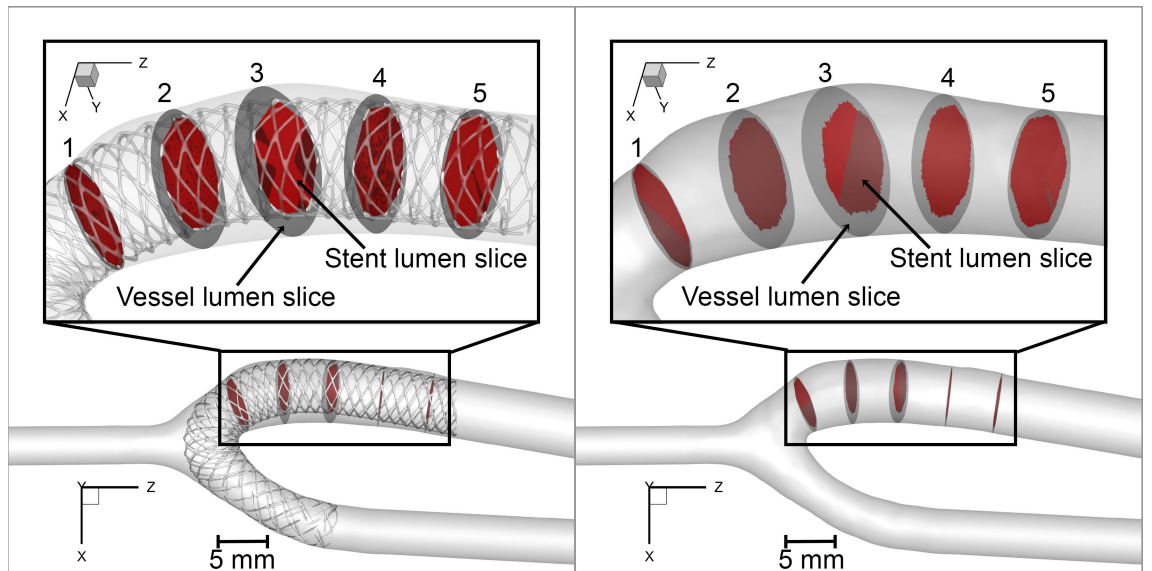 Z
X
Y
1
2
3
4
5
Stent lumen slice
Vessel lumen slice
Y
Z
X
5 mm
Z
X
Y
1
2
3
4
5
Stent lumen slice
Vessel lumen slice
Y
Z
X
5 mm